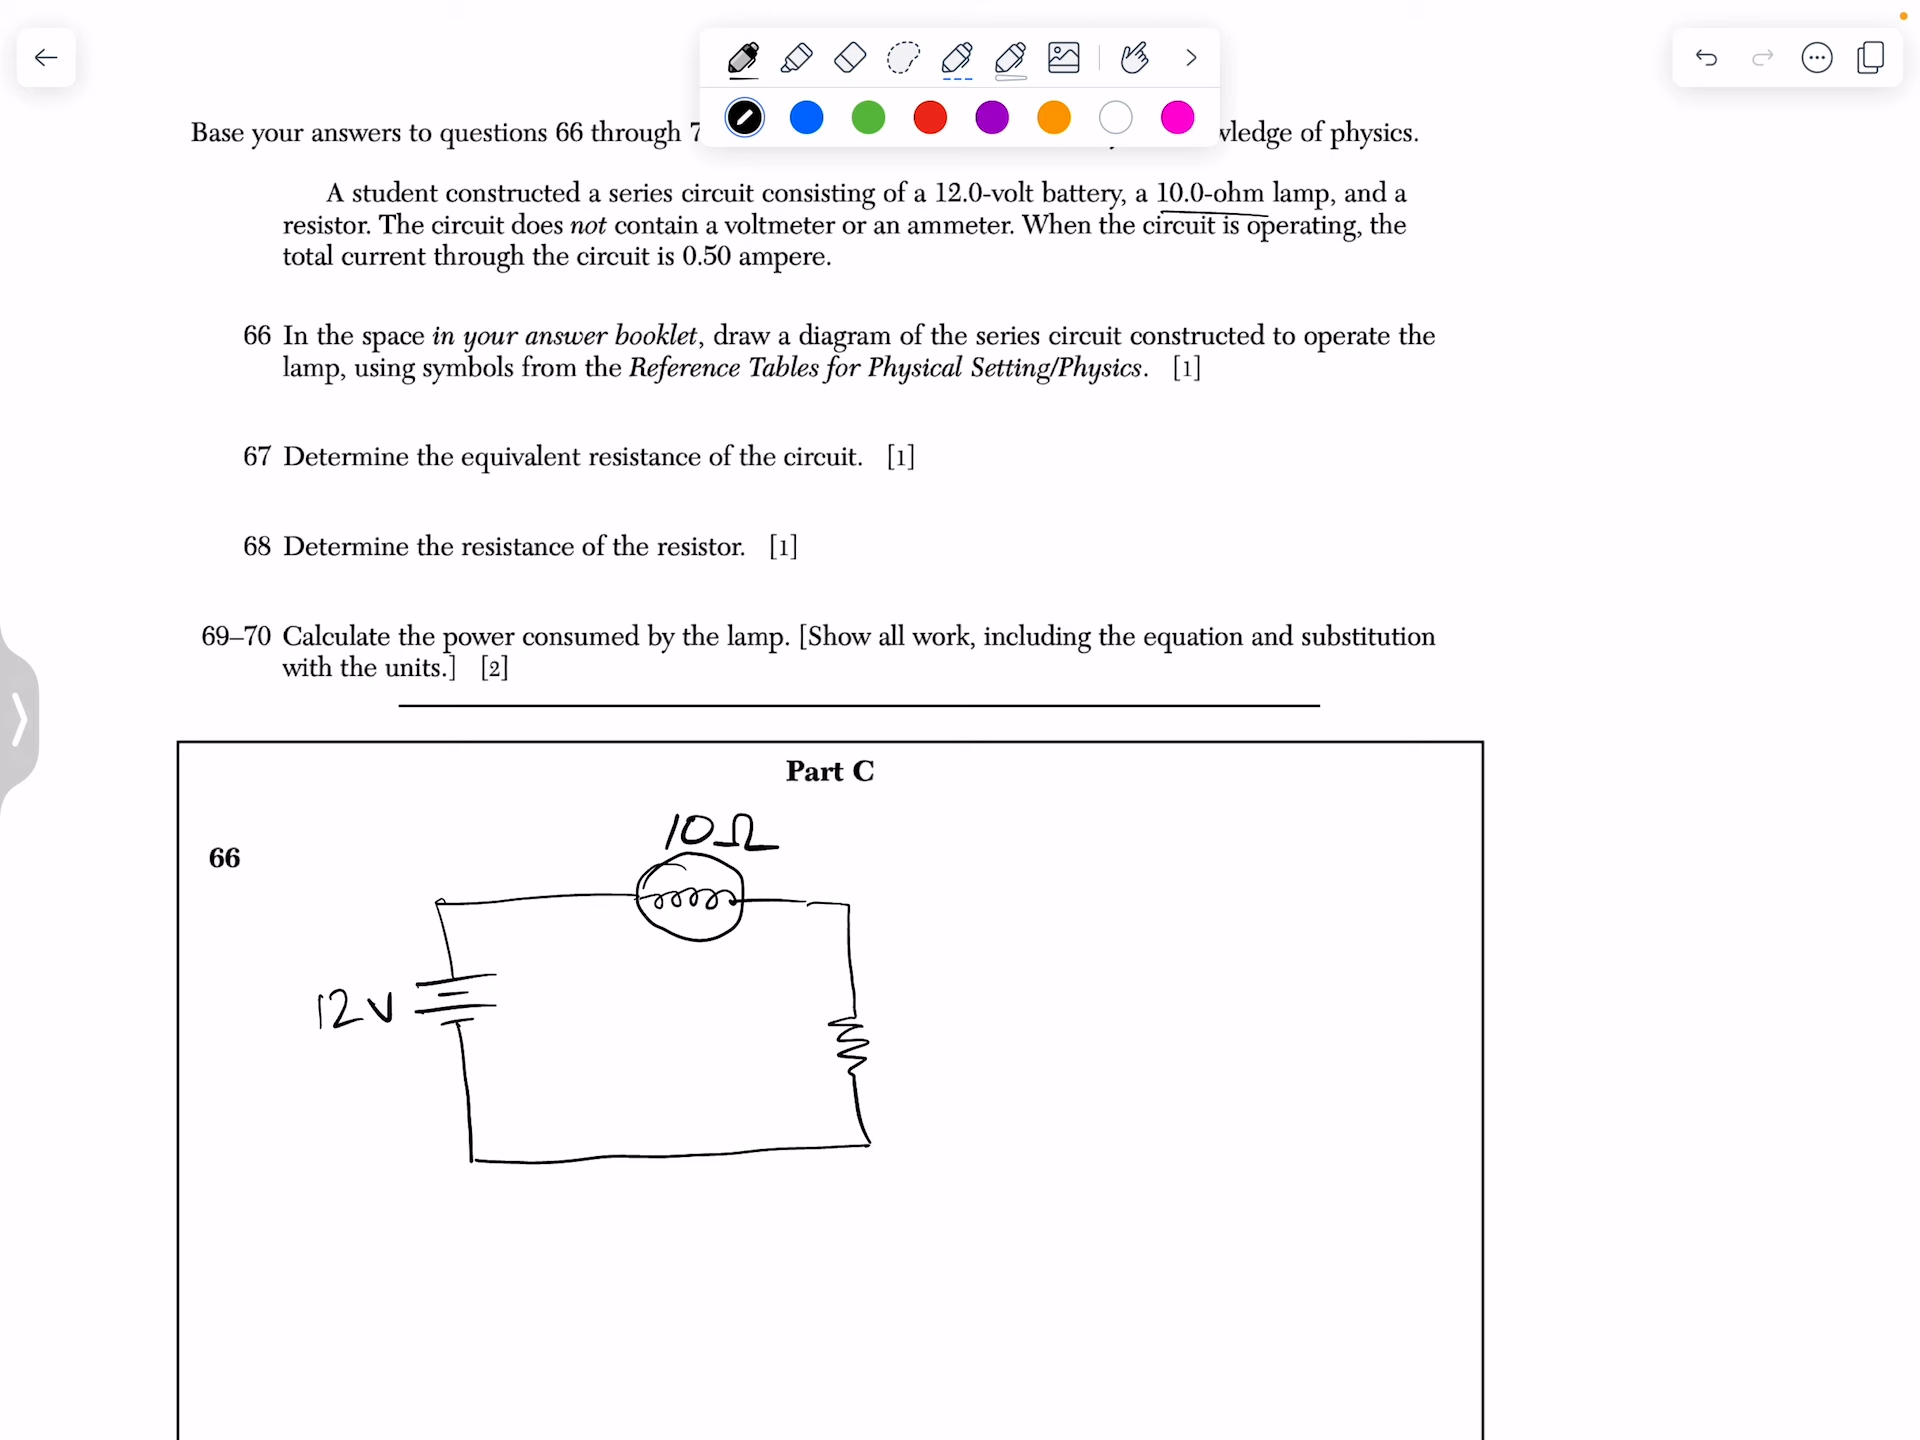 Base your answers to questions 66 through 7
wledge of physics.
A student constructed a series circuit consisting of a 12.0-volt battery, a 10.0-ohm lamp, and a
resistor. The circuit does not contain a voltmeter or an ammeter. When the circuit is operating, the
total current through the circuit is 0.50 ampere.
66 In the space in your answer booklet, draw a diagram of the series circuit constructed to operate the
lamp, using symbols from the Reference Tables for Physical Setting/Physics. [1]
67 Determine the equivalent resistance of the circuit. [1]
68 Determine the resistance of the resistor. [1]
69–70 Calculate the power consumed by the lamp. [Show all work, including the equation and substitution
with the units.] [2]
Part C
66
10Ω
12V